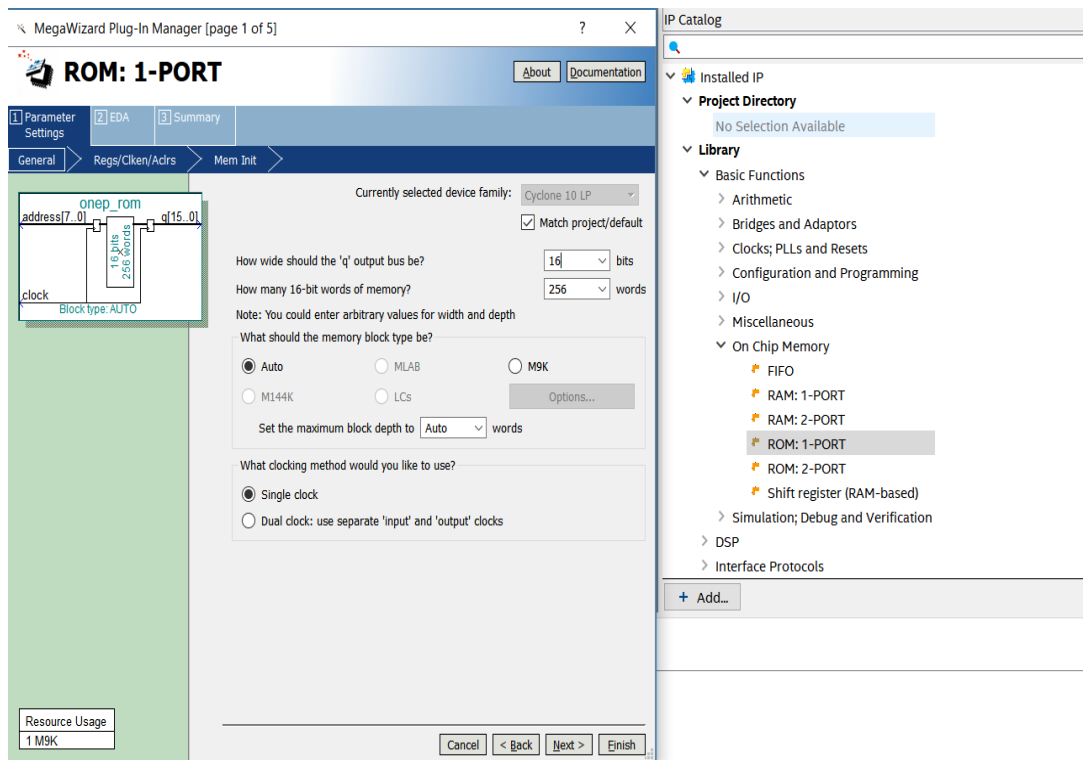 MegaWizard Plug-In Manager [page 1 of 5]
?
ROM: 1-PORT
About
Documentation
1 Parameter Settings
2 EDA
3 Summary
General
Regs/Clken/Aclrs
Mem Init
onep_rom
address[7..0]
q[15..0]
16 bits
256 words
clock
Block type: AUTO
Currently selected device family:
Cyclone 10 LP
Match project/default
How wide should the 'q' output bus be?
16
bits
How many 16-bit words of memory?
256
words
Note: You could enter arbitrary values for width and depth
What should the memory block type be?
Auto
MLAB
M9K
M144K
LCs
Options...
Set the maximum block depth to
Auto
words
What clocking method would you like to use?
Single clock
Dual clock: use separate 'input' and 'output' clocks
Resource Usage
1 M9K
Cancel
< Back
Next >
Finish
IP Catalog
Installed IP
Project Directory
No Selection Available
Library
Basic Functions
Arithmetic
Bridges and Adaptors
Clocks; PLLs and Resets
Configuration and Programming
I/O
Miscellaneous
On Chip Memory
FIFO
RAM: 1-PORT
RAM: 2-PORT
ROM: 1-PORT
ROM: 2-PORT
Shift register (RAM-based)
Simulation; Debug and Verification
DSP
Interface Protocols
+ Add...